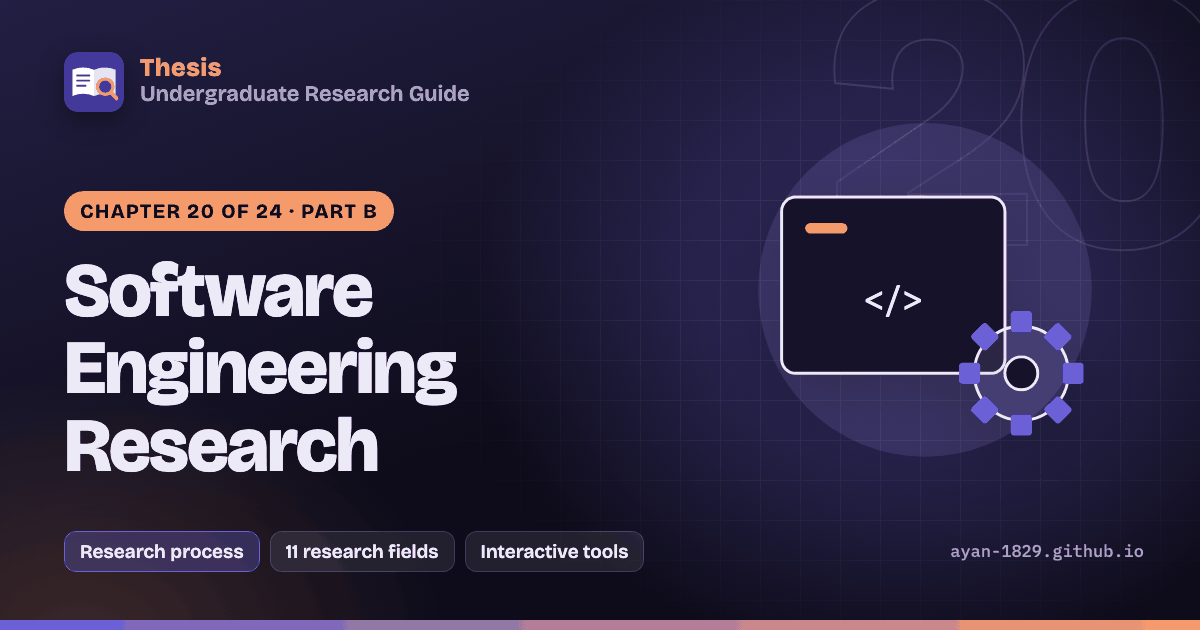 20
Thesis
Undergraduate Research Guide
CHAPTER 20 OF 24 · PART B
Software
Engineering
Research
</>
Research process
11 research fields
Interactive tools
ayan-1829.github.io